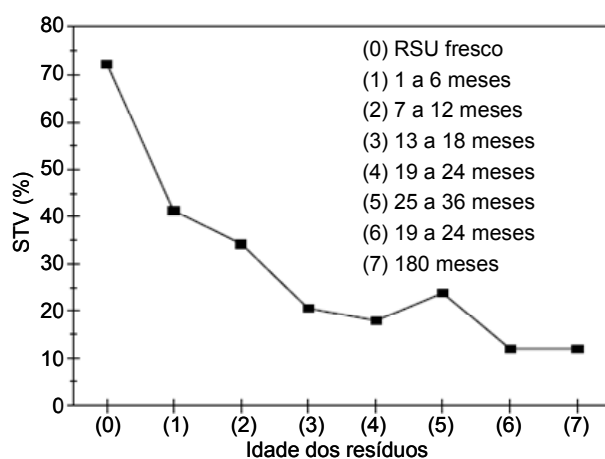 80
70
60
50
40
30
20
10
0
STV (%)
(0) RSU fresco
(1) 1 a 6 meses
(2) 7 a 12 meses
(3) 13 a 18 meses
(4) 19 a 24 meses
(5) 25 a 36 meses
(6) 19 a 24 meses
(7) 180 meses
(0) (1) (2) (3) (4) (5) (6) (7)
Idade dos resíduos